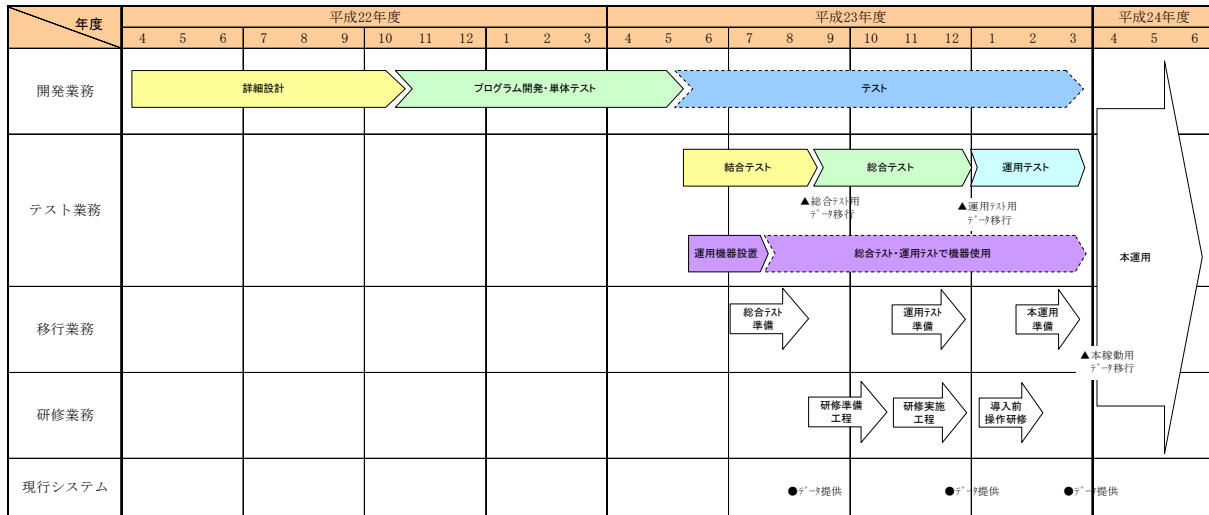 年度
平成22年度
平成23年度
平成24年度
4 5 6 7 8 9 10 11 12 1 2 3 4 5 6 7 8 9 10 11 12 1 2 3 4 5 6
開発業務
詳細設計
プログラム開発・単体テスト
テスト
テスト業務
結合テスト
総合テスト
運用テスト
▲総合ﾃｽﾄ用
ﾃﾞｰﾀ移行
▲運用ﾃｽﾄ用
ﾃﾞｰﾀ移行
運用機器設置
総合テスト・運用テストで機器使用
本運用
移行業務
総合ﾃｽﾄ
準備
運用テスト
準備
本運用
準備
▲本稼動用
ﾃﾞｰﾀ移行
研修業務
研修準備
工程
研修実施
工程
導入前
操作研修
現行システム
●ﾃﾞｰﾀ提供
●ﾃﾞｰﾀ提供
●ﾃﾞｰﾀ提供